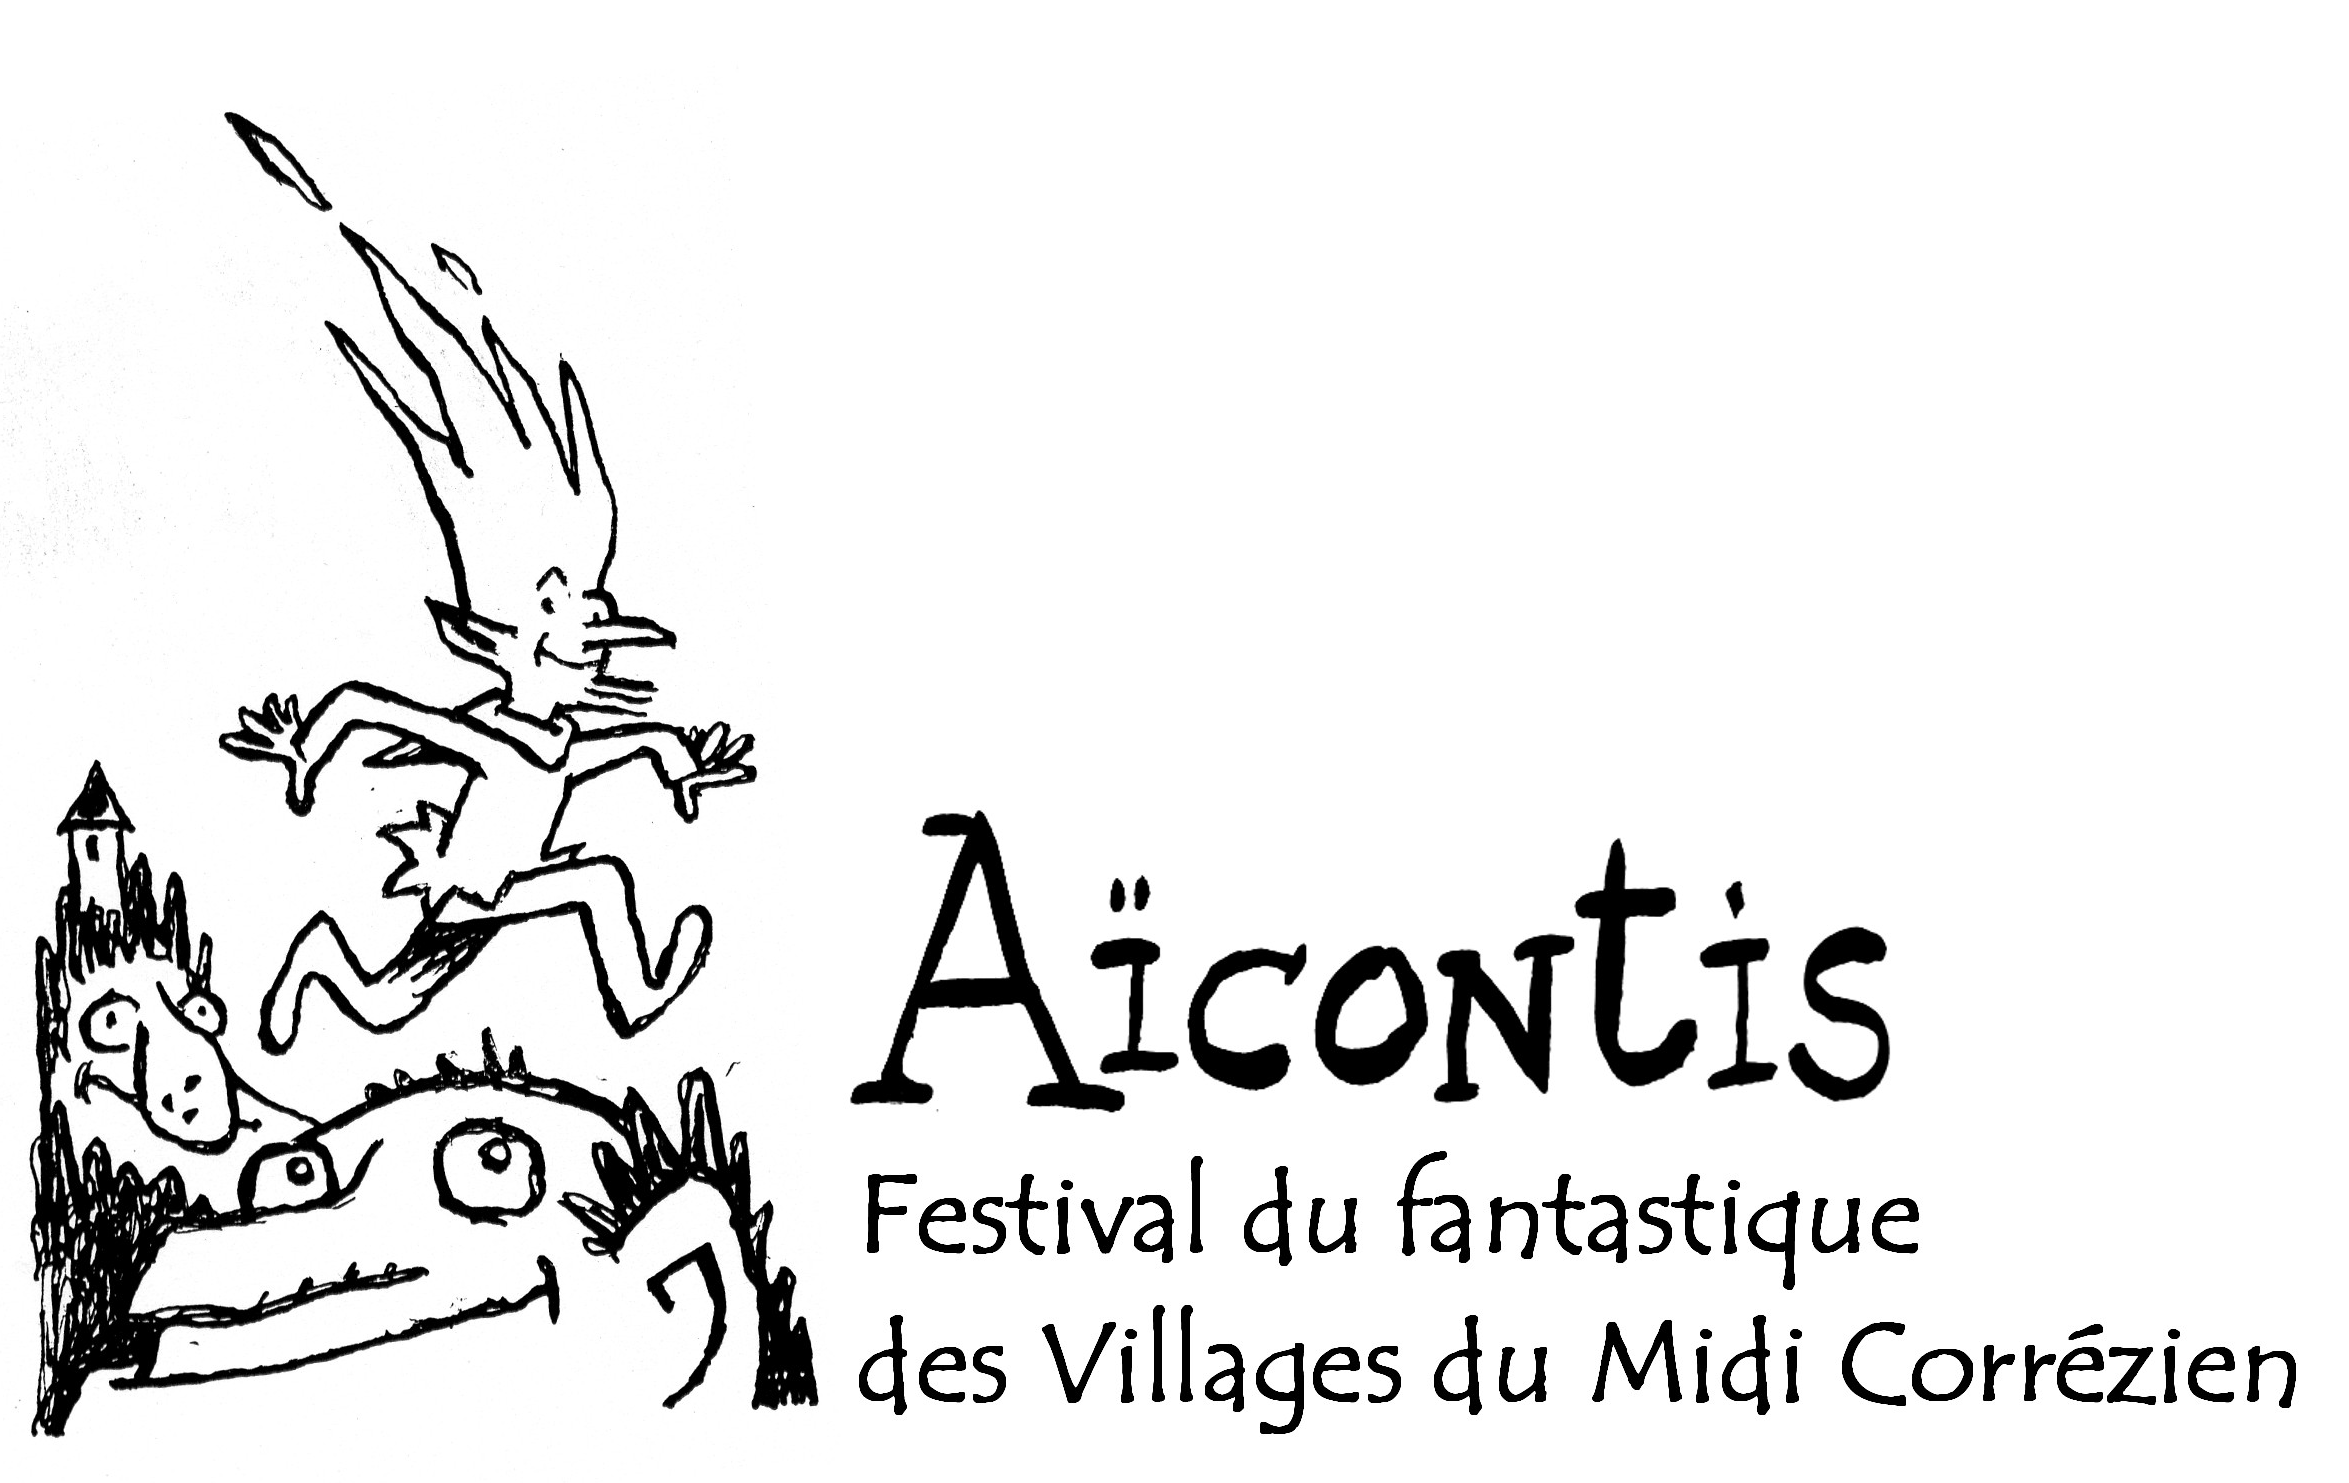 Aïcontis
Festival du fantastique
des Villages du Midi Corrézien